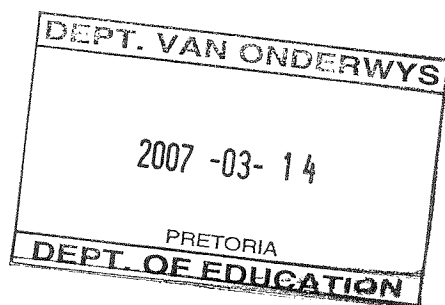 DEPT. VAN ONDERWYS
2007 -03- 14
PRETORIA
DEPT. OF EDUCATION